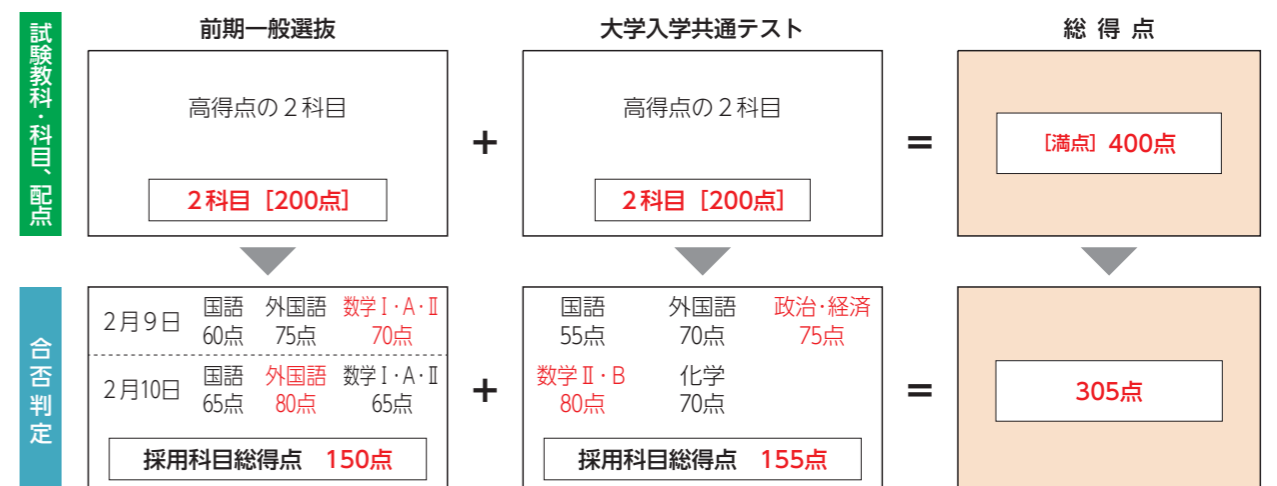 試験教科・科目、配点
前期一般選抜
高得点の2科目
2科目［200点］
+
大学入学共通テスト
高得点の2科目
2科目［200点］
=
総得点
［満点］400点
合否判定
2月9日 国語 外国語 数学Ⅰ・A・Ⅱ
60点 75点 70点
2月10日 国語 外国語 数学Ⅰ・A・Ⅱ
65点 80点 65点
採用科目総得点 150点
+
国語 外国語 政治・経済
55点 70点 75点
数学Ⅱ・B 化学
80点 70点
採用科目総得点 155点
=
305点